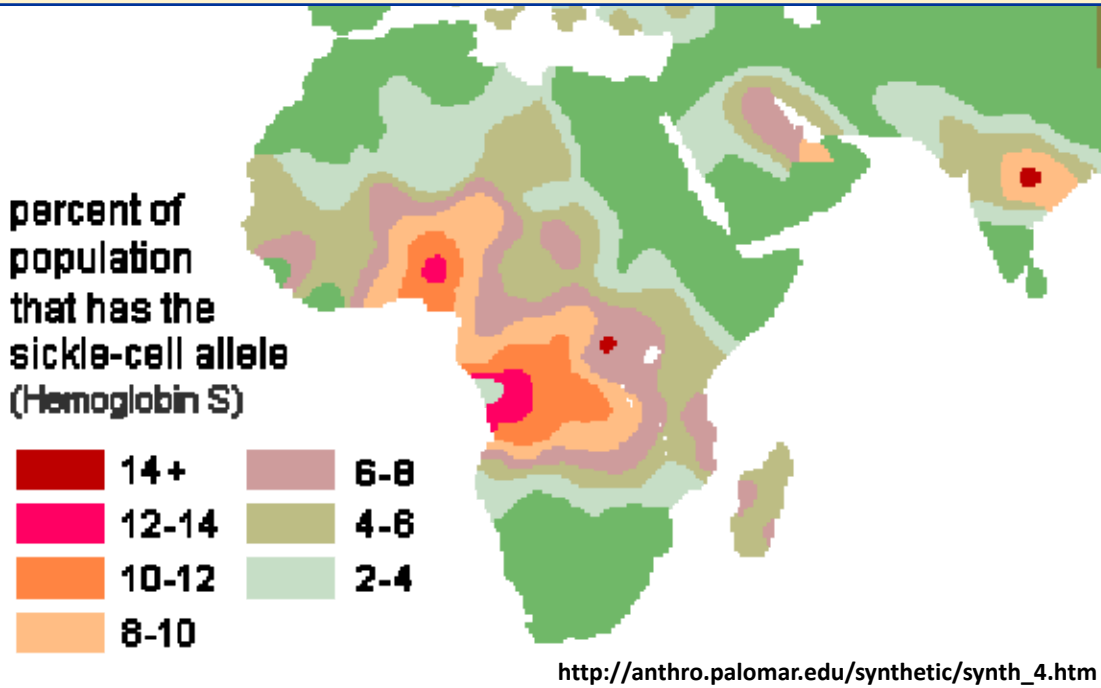 percent of
population
that has the
sickle-cell allele
(Hemoglobin S)
14+ 6-8
12-14 4-6
10-12 2-4
8-10
http://anthro.palomar.edu/synthetic/synth_4.htm